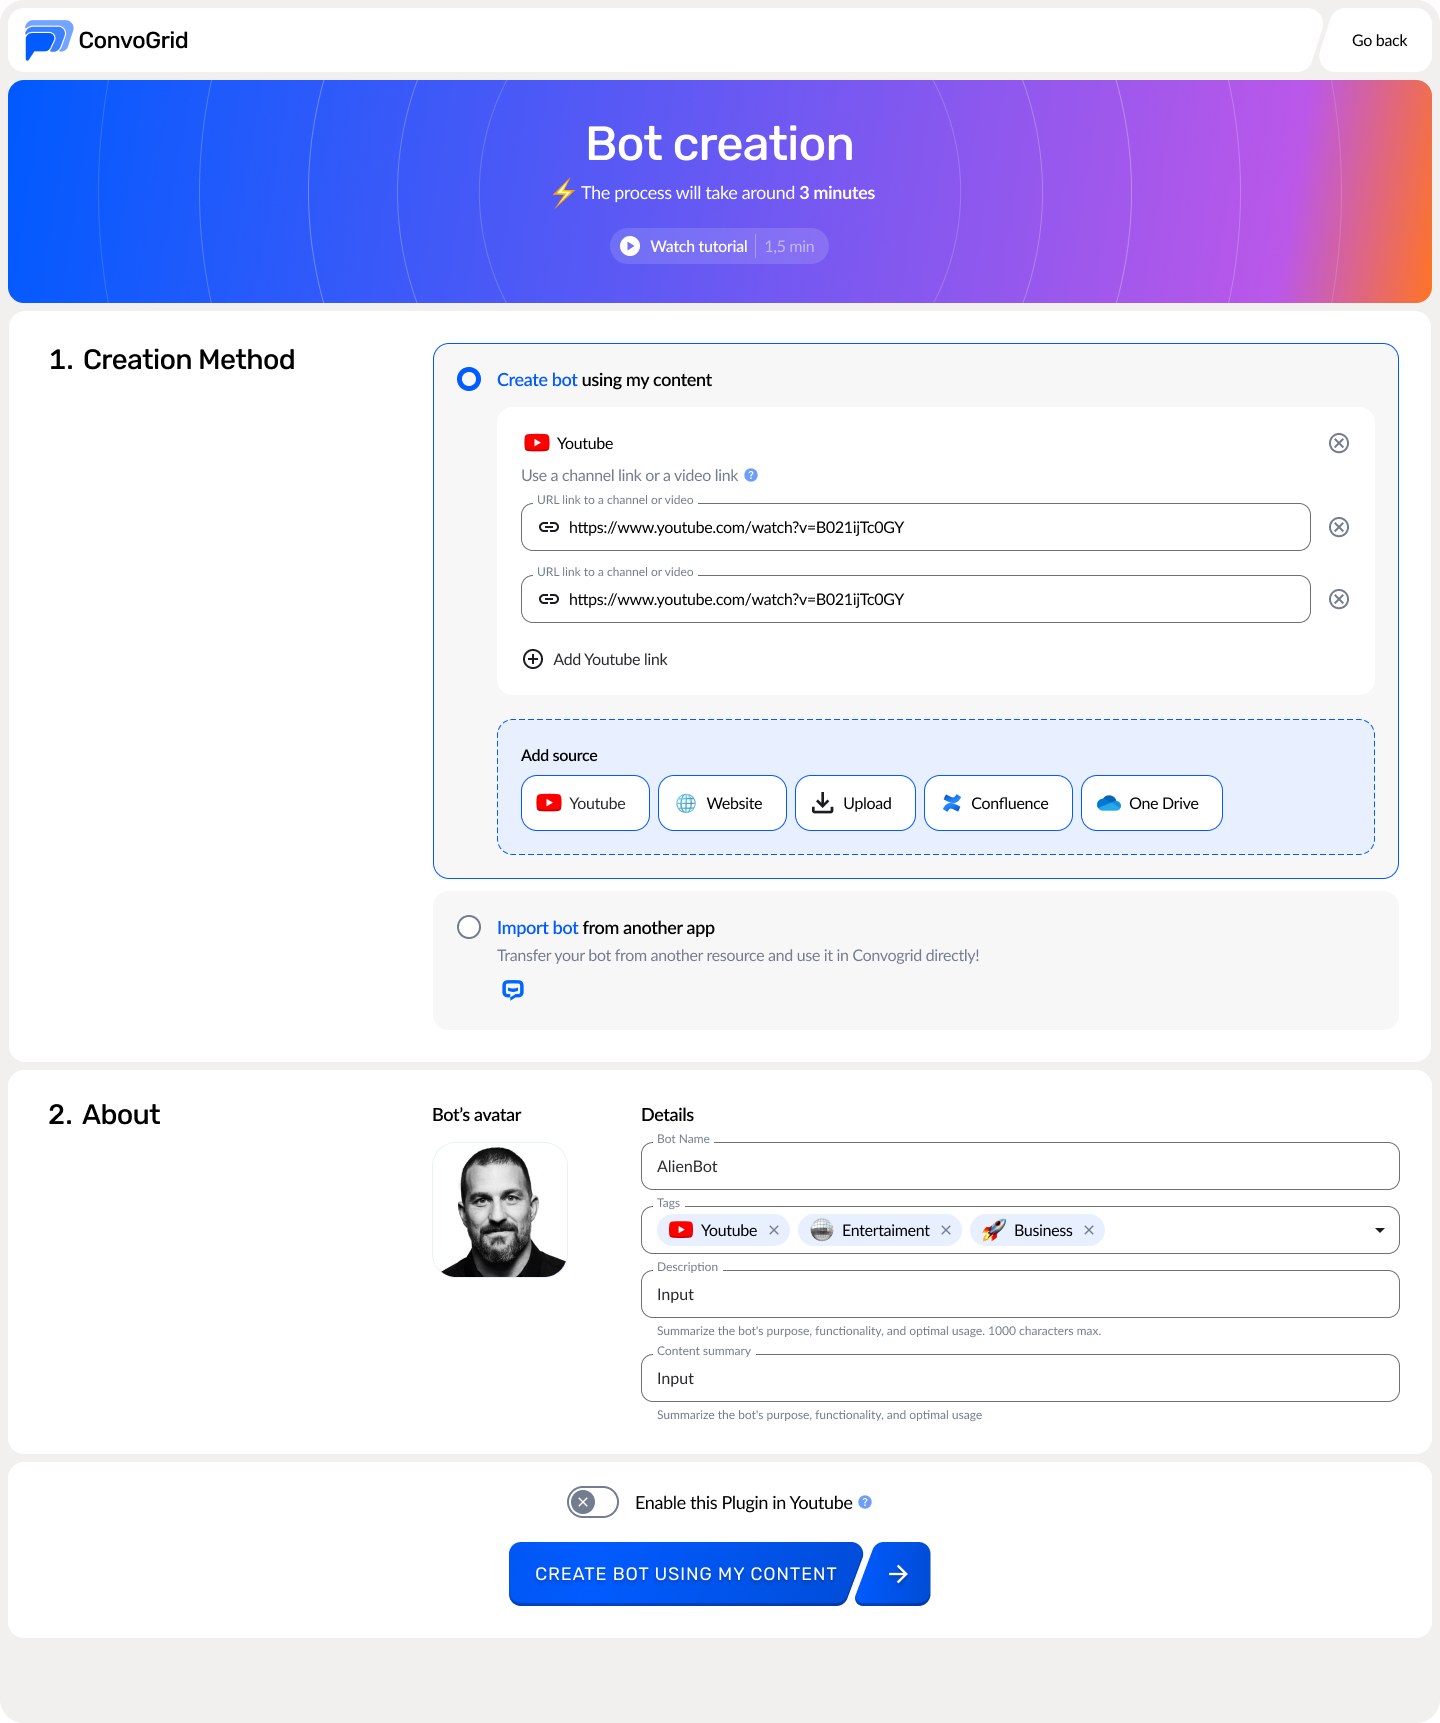 ConvoGrid
Go back
Bot creation
⚡ The process will take around 3 minutes
Watch tutorial | 1,5 min
1. Creation Method
Create bot using my content
Youtube
Use a channel link or a video link ?
URL link to a channel or video
https://www.youtube.com/watch?v=B021ijTc0GY
URL link to a channel or video
https://www.youtube.com/watch?v=B021ijTc0GY
Add Youtube link
Add source
Youtube
Website
Upload
Confluence
One Drive
Import bot from another app
Transfer your bot from another resource and use it in Convogrid directly!
2. About
Bot's avatar
Details
Bot Name
AlienBot
Tags
Youtube
Entertaiment
Business
Description
Input
Summarize the bot's purpose, functionality, and optimal usage. 1000 characters max.
Content summary
Input
Summarize the bot's purpose, functionality, and optimal usage
Enable this Plugin in Youtube ?
CREATE BOT USING MY CONTENT